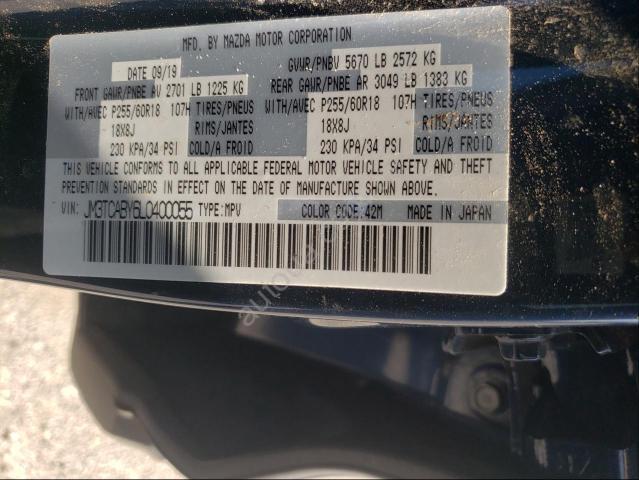 MFD. BY MAZDA MOTOR CORPORATION
DATE 09/19 GVWR/PNBV 5670 LB 2572 KG
FRONT GAWR/PNBE AV 2701 LB 1225 KG REAR GAWR/PNBE AR 3049 LB 1383 KG
WITH/AVEC P255/60R18 107H TIRES/PNEUS WITH/AVEC P255/60R18 107H TIRES/PNEUS
18X8J RIMS/JANTES 18X8J RIMS/JANTES
230 KPA/34 PSI COLD/A FROID 230 KPA/34 PSI COLD/A FROID
THIS VEHICLE CONFORMS TO ALL APPLICABLE FEDERAL MOTOR VEHICLE SAFETY AND THEFT
PREVENTION STANDARDS IN EFFECT ON THE DATE OF MANUFACTURE SHOWN ABOVE.
VIN: JM3TCABY6L0400055 TYPE:MPV COLOR CODE:42M MADE IN JAPAN